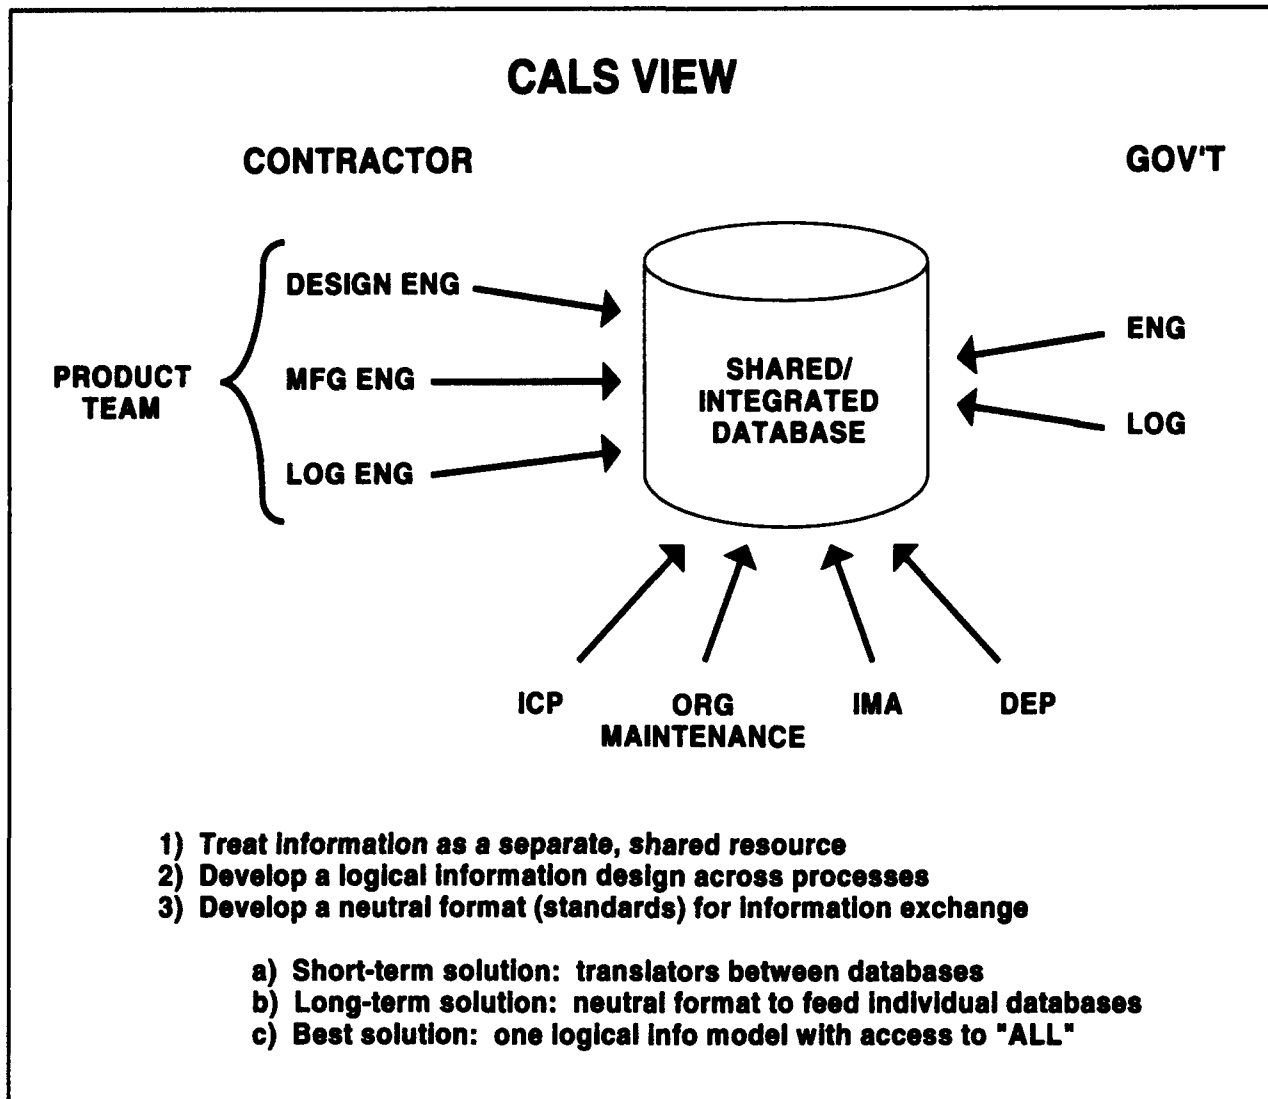 CALS VIEW
CONTRACTOR
GOV'T
DESIGN ENG
MFG ENG
LOG ENG
PRODUCT
TEAM
SHARED/
INTEGRATED
DATABASE
ENG
LOG
ICP
ORG
MAINTENANCE
IMA
DEP
1) Treat information as a separate, shared resource
2) Develop a logical information design across processes
3) Develop a neutral format (standards) for information exchange
a) Short-term solution: translators between databases
b) Long-term solution: neutral format to feed individual databases
c) Best solution: one logical info model with access to "ALL"